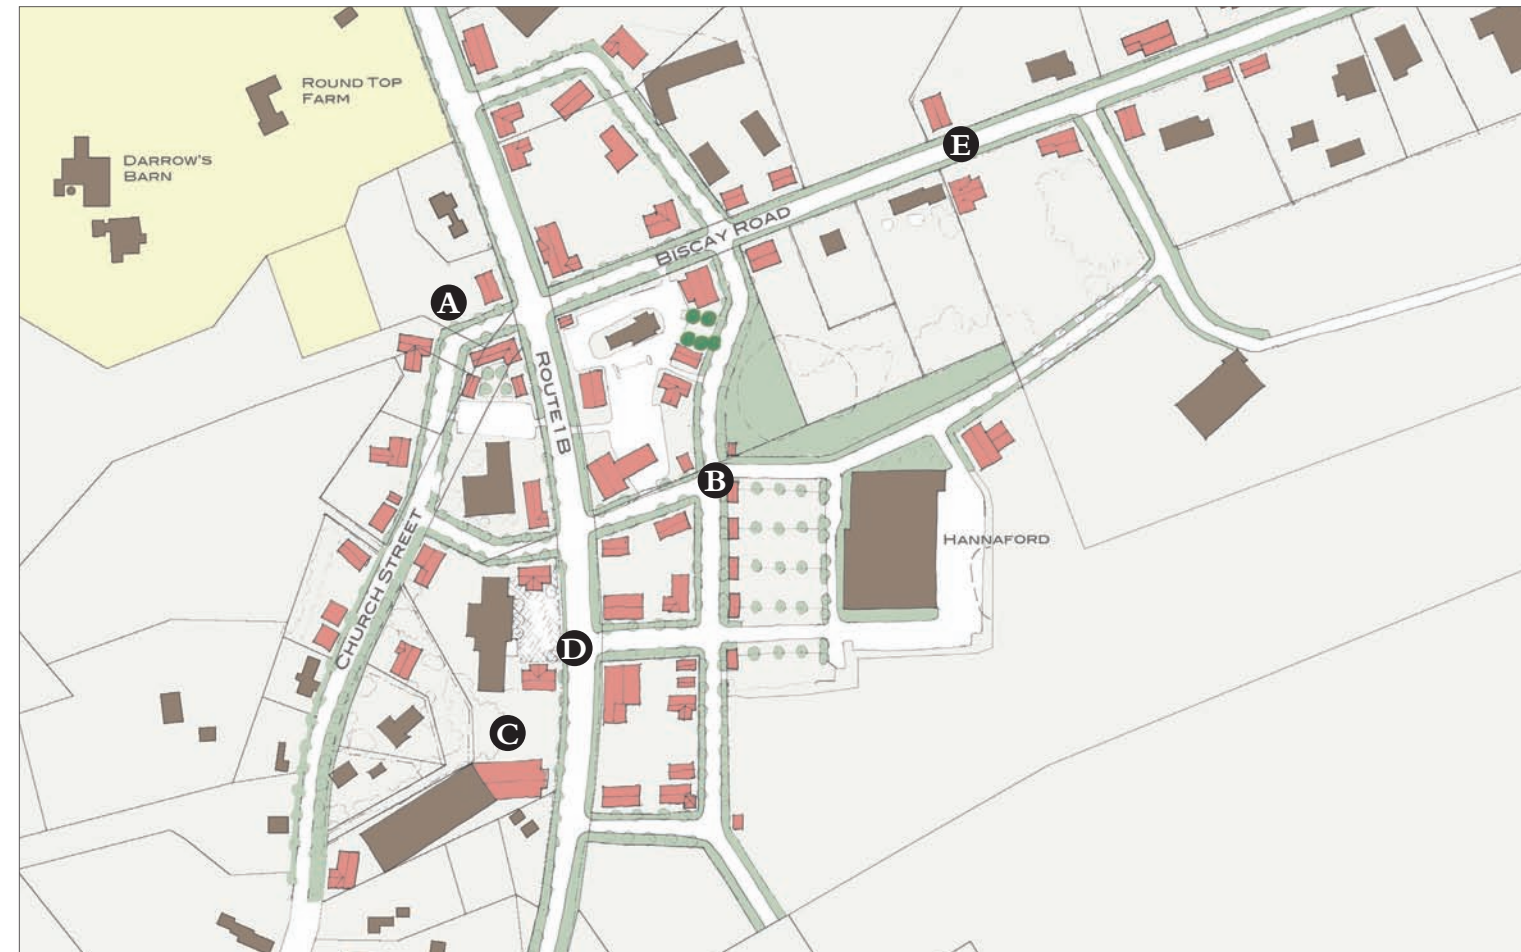 ROUND TOP
FARM
DARROW'S
BARN
E
BISCAY ROAD
A
ROUTE 1B
B
HANNAFORD
CHURCH STREET
D
C